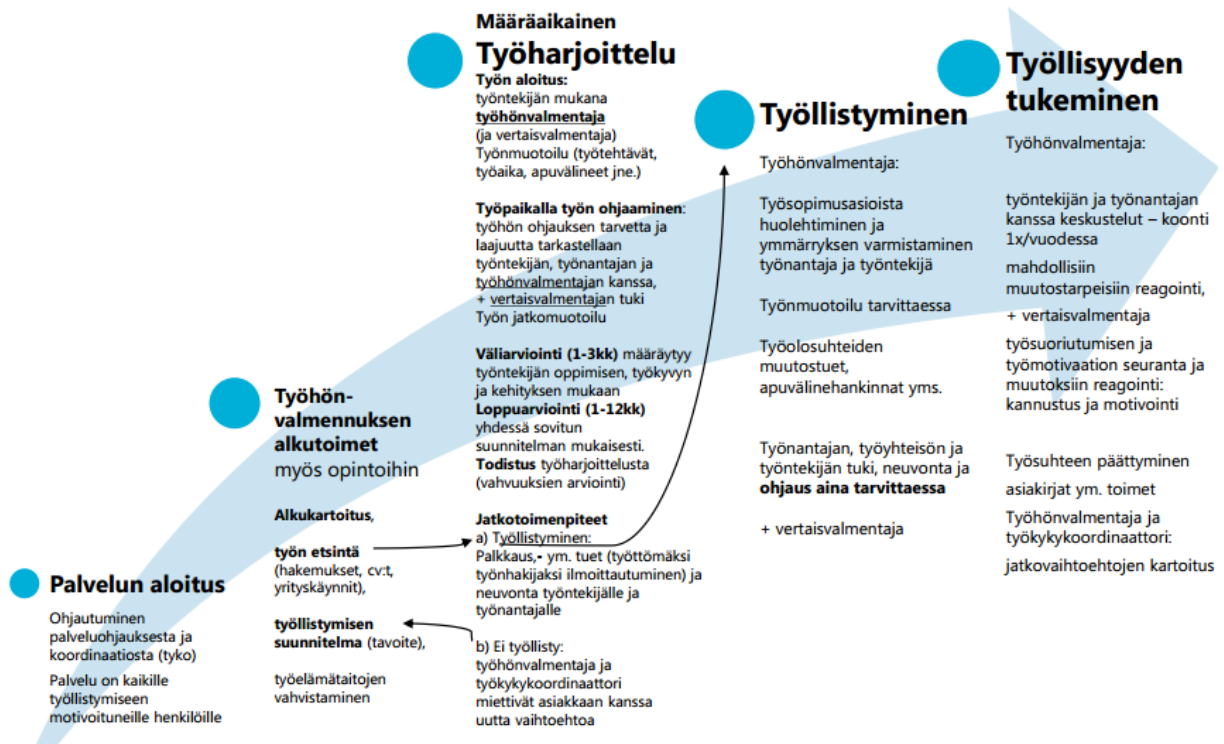 Palvelun aloitus
Ohjautuminen
palveluohjauksesta ja
koordinaatiosta (tyko)
Palvelu on kaikille
työllistymiseen
motivoituneille henkilöille
Työhön-
valmennuksen
alkutoimet
myös opintoihin
Alkukartoitus,
työn etsintä
(hakemukset, cv:t,
yrityskäynnit),
työllistymisen
suunnitelma (tavoite),
työelämätaitojen
vahvistaminen
Määräaikainen
Työharjoittelu
Työn aloitus:
työntekijän mukana
työhönvalmentaja
(ja vertaisvalmentaja)
Työnmuotoilu (työtehtävät,
työaika, apuvälineet jne.)
Työpaikalla työn ohjaaminen:
työhön ohjauksen tarvetta ja
laajuutta tarkastellaan
työntekijän, työnantajan ja
työhönvalmentajan kanssa,
+ vertaisvalmentajan tuki
Työn jatkomuotoilu
Väliarviointi (1-3kk) määräytyy
työntekijän oppimisen, työkyvyn
ja kehityksen mukaan
Loppuarviointi (1-12kk)
yhdessä sovitun
suunnitelman mukaisesti.
Todistus työharjoittelusta
(vahvuuksien arviointi)
Jatkotoimenpiteet
a) Työllistyminen:
Palkkaus,- ym. tuet (työttömäksi
työnhakijaksi ilmoittautuminen) ja
neuvonta työntekijälle ja
työnantajalle
b) Ei työllisty:
työhönvalmentaja ja
työkykykoordinaattori
miettivät asiakkaan kanssa
uutta vaihtoehtoa
Työllistyminen
Työhönvalmentaja:
Työsopimusasioista
huolehtiminen ja
ymmärryksen varmistaminen
työnantaja ja työntekijä
Työnmuotoilu tarvittaessa
Työolosuhteiden
muutostuet,
apuvälinehankinnat yms.
Työnantajan, työyhteisön ja
työntekijän tuki, neuvonta ja
ohjaus aina tarvittaessa
+ vertaisvalmentaja
Työllisyyden
tukeminen
Työhönvalmentaja:
työntekijän ja työnantajan
kanssa keskustelut – koonti
1x/vuodessa
mahdollisiin
muutostarpeisiin reagointi,
+ vertaisvalmentaja
työsuoriutumisen ja
työmotivaation seuranta ja
muutoksiin reagointi:
kannustus ja motivointi
Työsuhteen päättyminen
asiakirjat ym. toimet
Työhönvalmentaja ja
työkykykoordinaattori:
jatkovaihtoehtojen kartoitus